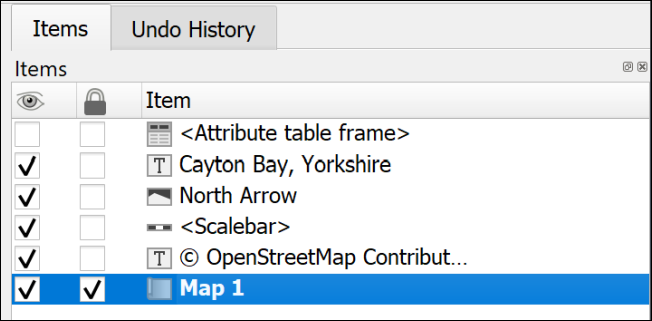 Items Undo History
Items
Item
<Attribute table frame>
T Cayton Bay, Yorkshire
North Arrow
<Scalebar>
T © OpenStreetMap Contribut...
Map 1